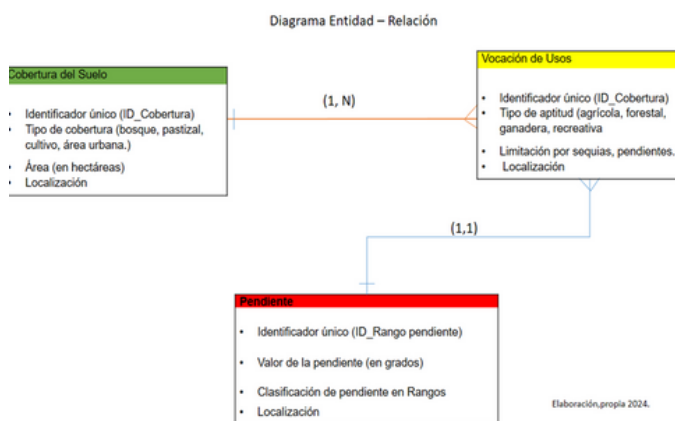 Diagrama Entidad – Relación
Cobertura del Suelo
• Identificador único (ID_Cobertura)
• Tipo de cobertura (bosque, pastizal,
cultivo, área urbana.)
• Área (en hectáreas)
• Localización
(1, N)
Vocación de Usos
• Identificador único (ID_Cobertura)
• Tipo de aptitud (agrícola, forestal,
ganadera, recreativa
• Limitación por sequias, pendientes.
• Localización
(1,1)
Pendiente
• Identificador único (ID_Rango pendiente)
• Valor de la pendiente (en grados)
• Clasificación de pendiente en Rangos
• Localización
Elaboración,propia 2024.